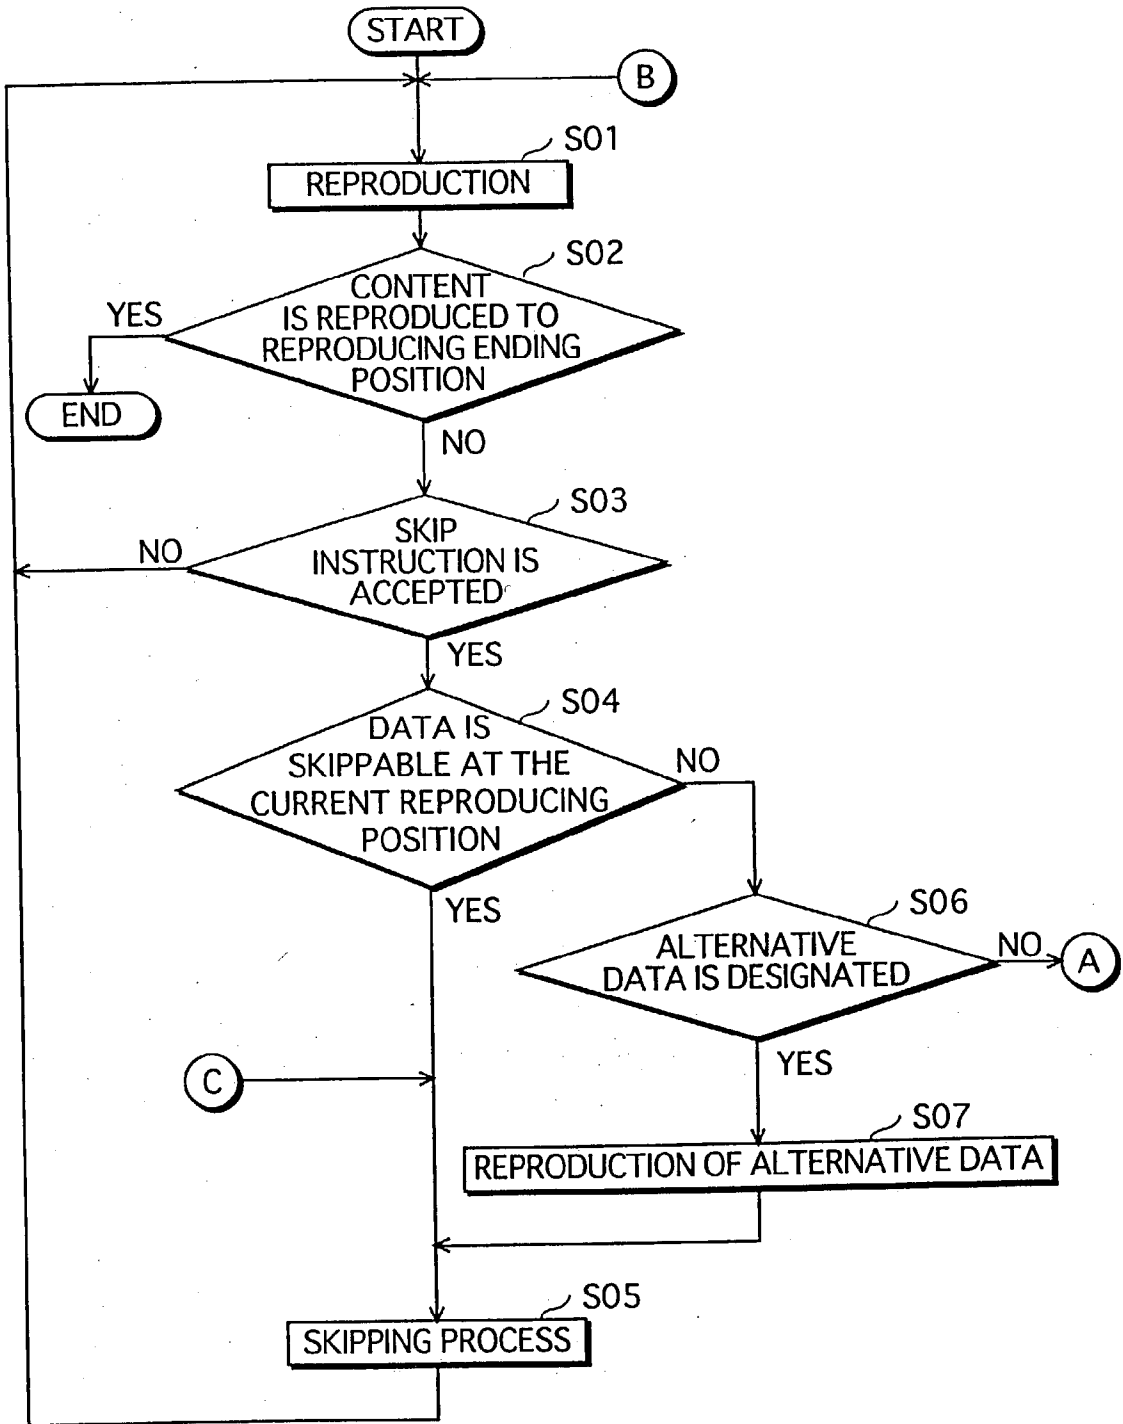 START
B
S01
REPRODUCTION
S02
CONTENT
IS REPRODUCED TO
REPRODUCING ENDING
POSITION
YES
END
NO
S03
SKIP
INSTRUCTION IS
ACCEPTED
NO
YES
S04
DATA IS
SKIPPABLE AT THE
CURRENT REPRODUCING
POSITION
NO
YES
S06
ALTERNATIVE
DATA IS DESIGNATED
NO
A
YES
C
S07
REPRODUCTION OF ALTERNATIVE DATA
S05
SKIPPING PROCESS